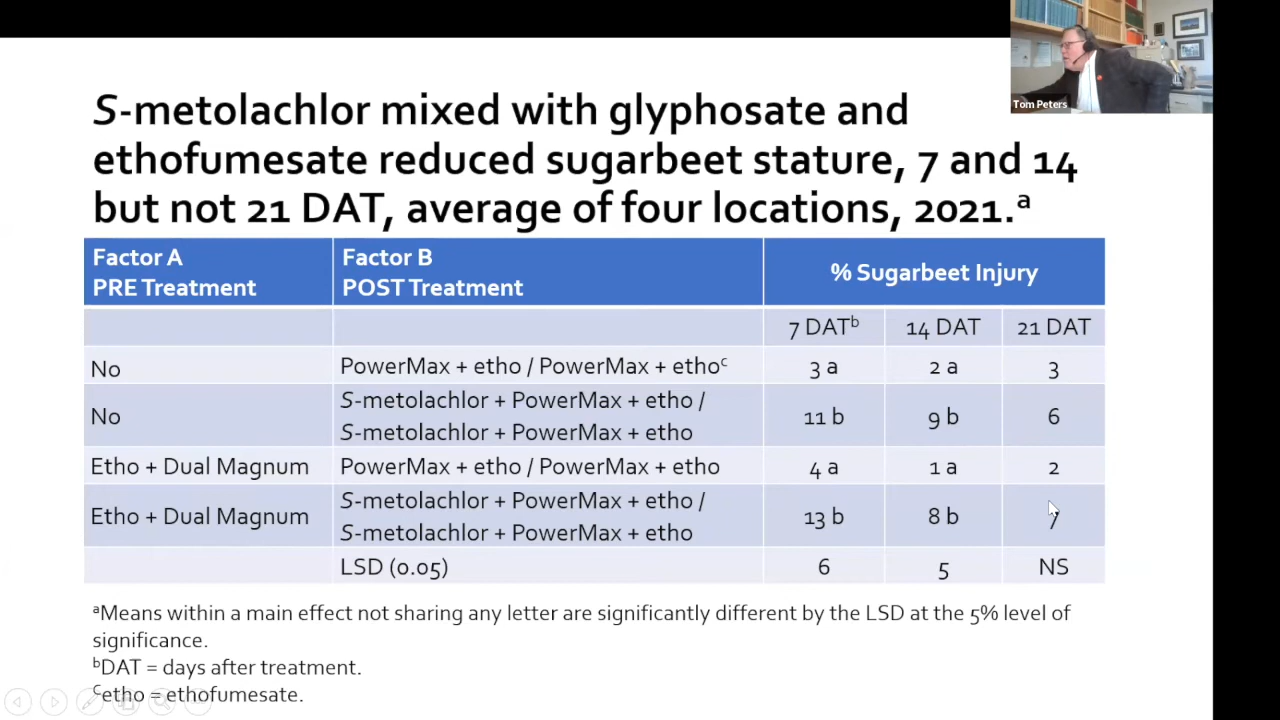 Tom Peters
S-metolachlor mixed with glyphosate and
ethofumesate reduced sugarbeet stature, 7 and 14
but not 21 DAT, average of four locations, 2021.ᵃ
Factor A Factor B % Sugarbeet Injury
PRE Treatment POST Treatment
7 DATᵇ 14 DAT 21 DAT
No PowerMax + etho / PowerMax + ethoᶜ 3 a 2 a 3
No S-metolachlor + PowerMax + etho / 11 b 9 b 6
S-metolachlor + PowerMax + etho
Etho + Dual Magnum PowerMax + etho / PowerMax + etho 4 a 1 a 2
Etho + Dual Magnum S-metolachlor + PowerMax + etho / 13 b 8 b 7
S-metolachlor + PowerMax + etho
LSD (0.05) 6 5 NS
ᵃMeans within a main effect not sharing any letter are significantly different by the LSD at the 5% level of
significance.
ᵇDAT = days after treatment.
ᶜetho = ethofumesate.